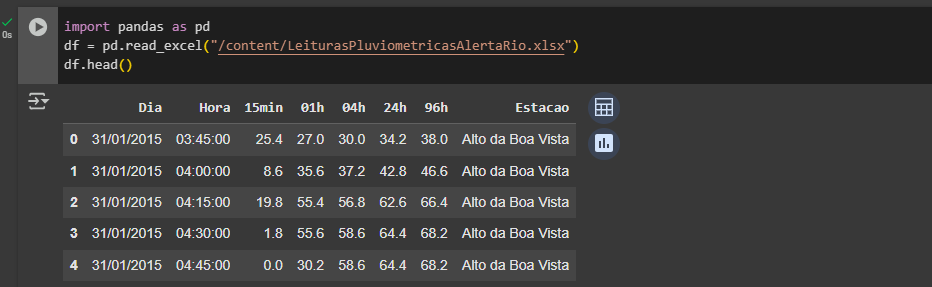 import pandas as pd
0s
df = pd.read_excel("/content/LeiturasPluviometricasAlertaRio.xlsx")
df.head()
Dia Hora 15min 01h 04h 24h 96h Estacao
0 31/01/2015 03:45:00 25.4 27.0 30.0 34.2 38.0 Alto da Boa Vista
1 31/01/2015 04:00:00 8.6 35.6 37.2 42.8 46.6 Alto da Boa Vista
2 31/01/2015 04:15:00 19.8 55.4 56.8 62.6 66.4 Alto da Boa Vista
3 31/01/2015 04:30:00 1.8 55.6 58.6 64.4 68.2 Alto da Boa Vista
4 31/01/2015 04:45:00 0.0 30.2 58.6 64.4 68.2 Alto da Boa Vista